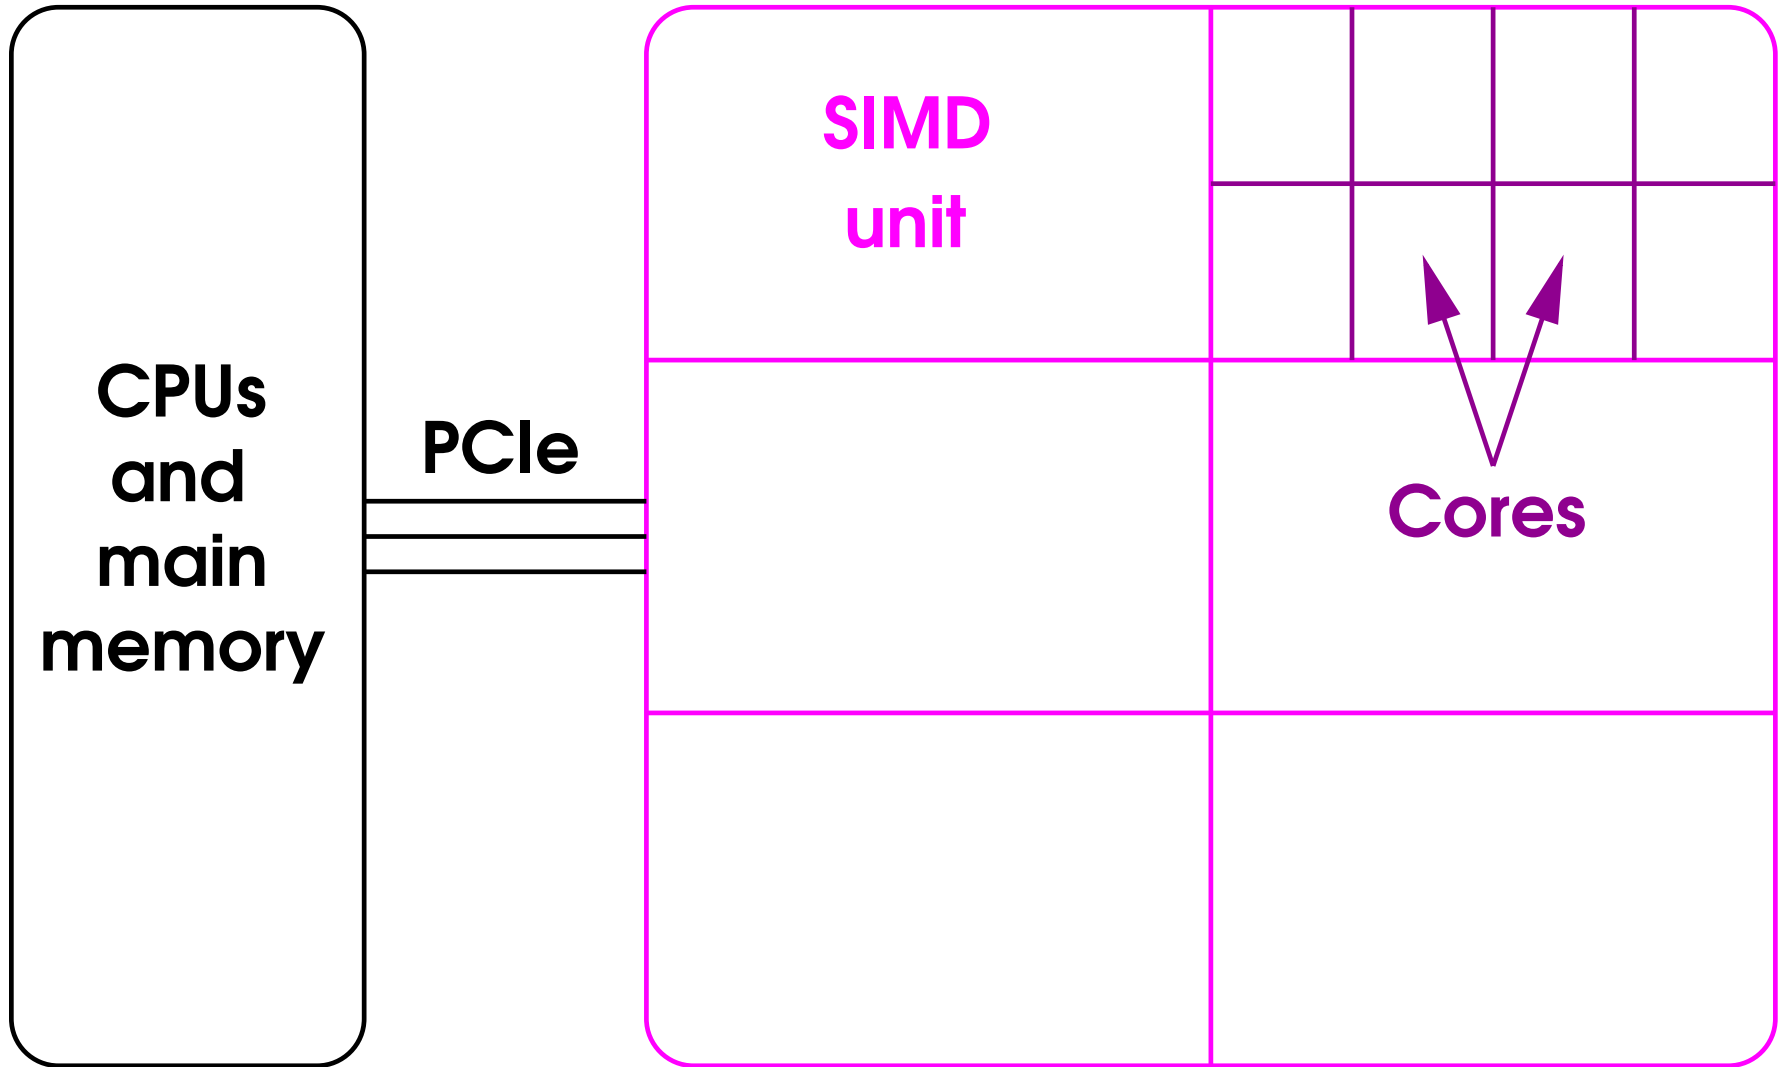 CPUs
and
main
memory
PCIe
SIMD
unit
Cores